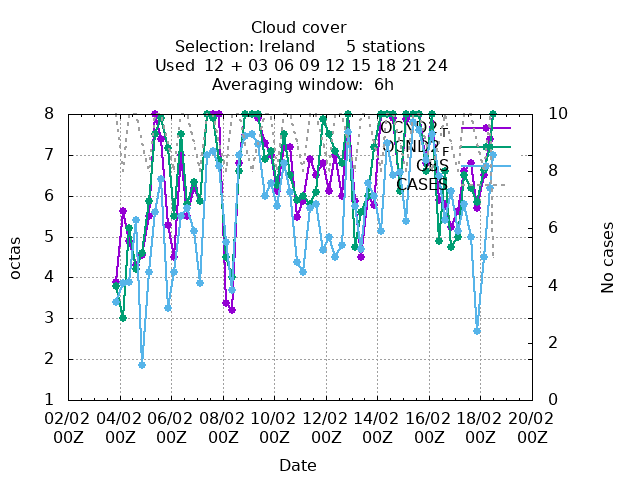 Cloud cover
Selection: Ireland 5 stations
Used 12 + 03 06 09 12 15 18 21 24
Averaging window: 6h
octas
8
7
6
5
4
3
2
1
No cases
10
8
6
4
2
0
OBS
CASES
02/02 04/02 06/02 08/02 10/02 12/02 14/02 16/02 18/02 20/02
00Z 00Z 00Z 00Z 00Z 00Z 00Z 00Z 00Z 00Z
Date